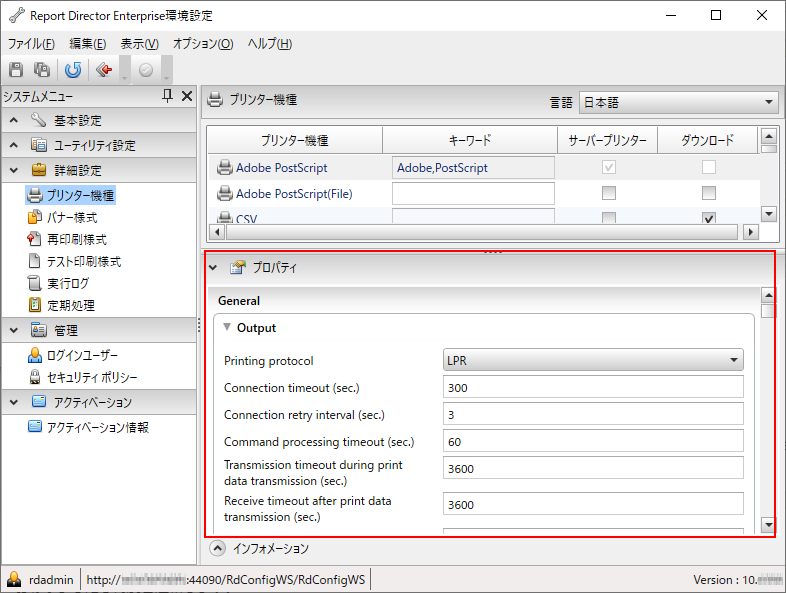 Report Director Enterprise環境設定
ファイル(F) 編集(E) 表示(V) オプション(O) ヘルプ(H)
システムメニュー
基本設定
ユーティリティ設定
詳細設定
プリンター機種
バナー様式
再印刷様式
テスト印刷様式
実行ログ
定期処理
管理
ログインユーザー
セキュリティ ポリシー
アクティベーション
アクティベーション情報
プリンター機種 言語 日本語
プリンター機種 キーワード サーバープリンター ダウンロード
Adobe PostScript Adobe,PostScript
Adobe PostScript(File)
CSV
プロパティ
General
Output
Printing protocol LPR
Connection timeout (sec.) 300
Connection retry interval (sec.) 3
Command processing timeout (sec.) 60
Transmission timeout during print
data transmission (sec.) 3600
Receive timeout after print data
transmission (sec.) 3600
インフォメーション
rdadmin http://:44090/RdConfigWS/RdConfigWS Version : 10.